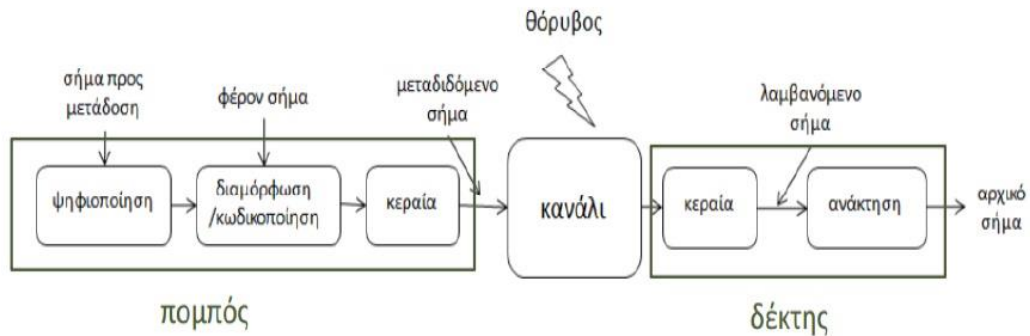 θόρυβος
σήμα προς
μετάδοση
φέρον σήμα
μεταδιδόμενο
σήμα
λαμβανόμενο
σήμα
ψηφιοποίηση
διαμόρφωση
/κωδικοποίηση
κεραία
κανάλι
κεραία
ανάκτηση
αρχικό
σήμα
πομπός
δέκτης